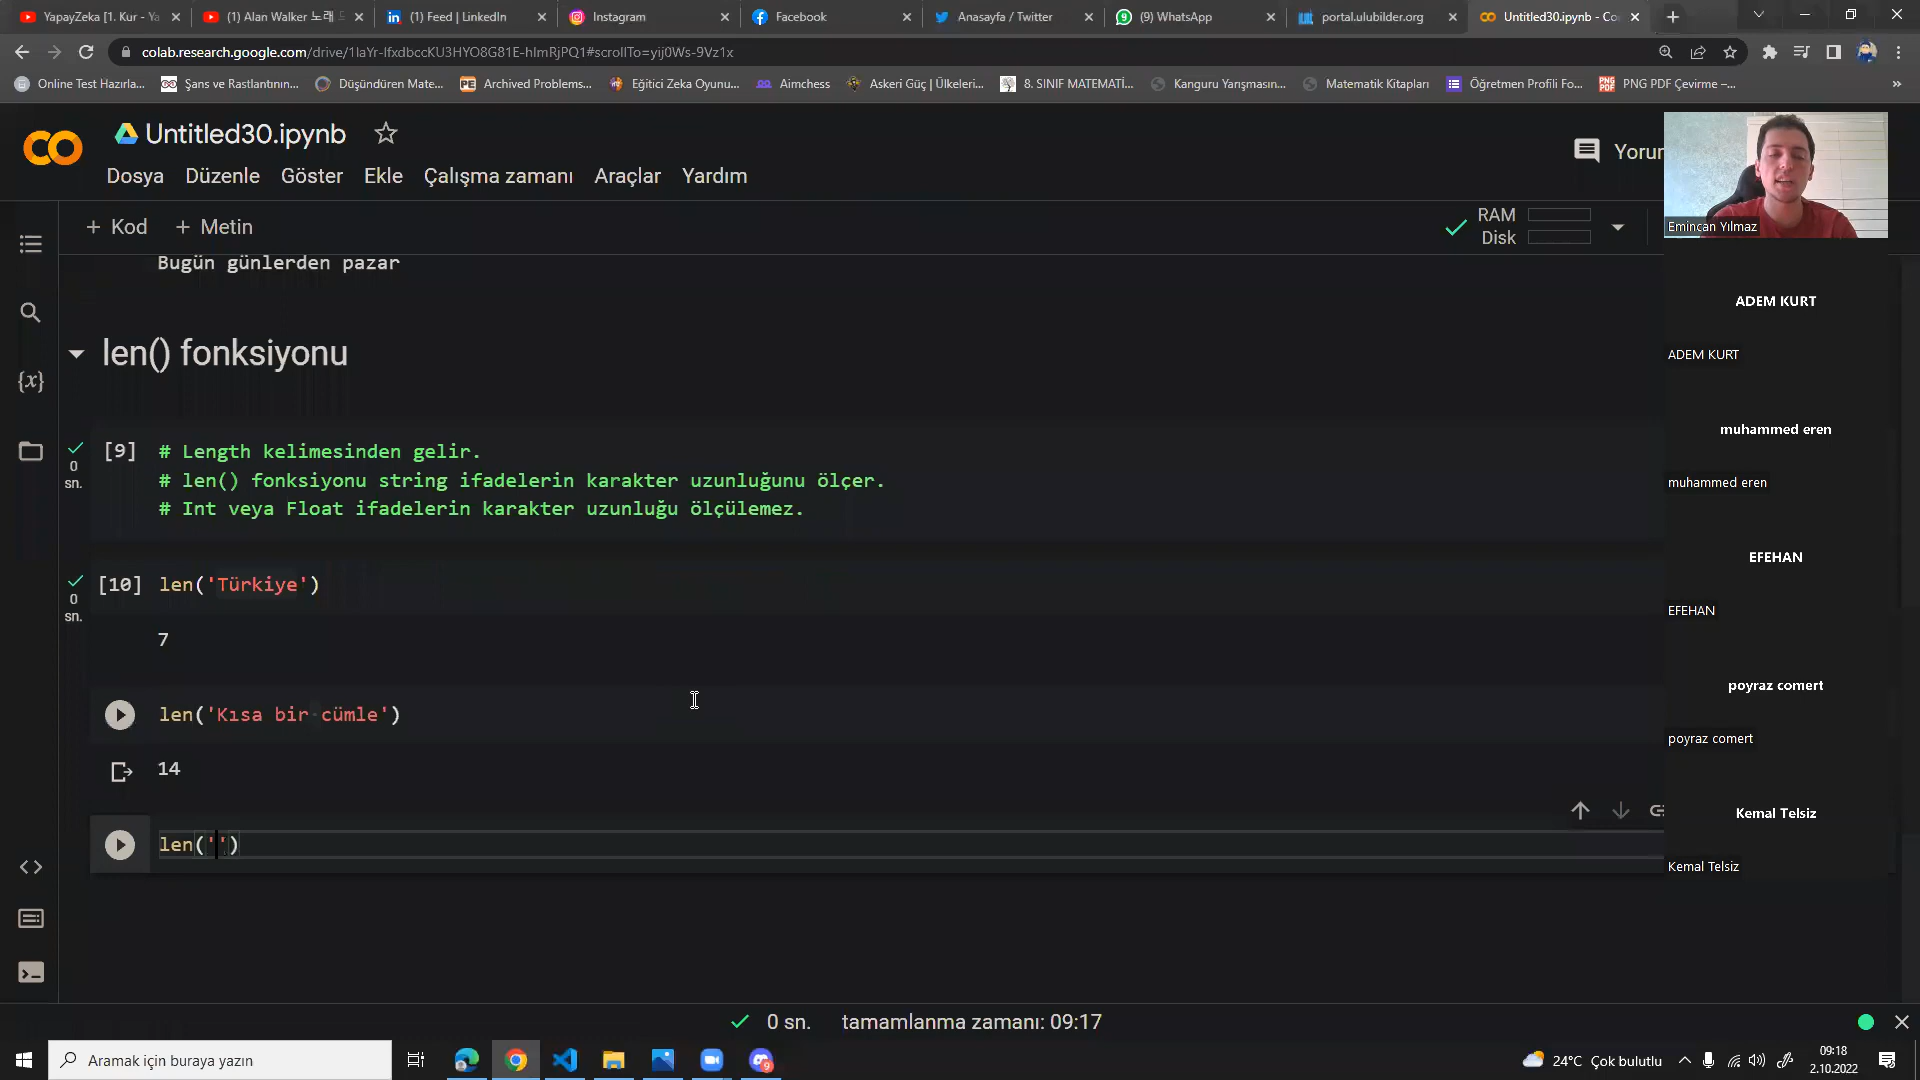 YapayZeka [1. Kur - Ya
(1) Alan Walker 노래
(1) Feed | LinkedIn
Instagram
Facebook
Anasayfa / Twitter
(9) WhatsApp
portal.ulubilder.org
Untitled30.ipynb - Co
colab.research.google.com/drive/1laYr-lfxdbccKU3HYO8G81E-hImRjPQ1#scrollTo=yij0Ws-9Vz1x
Online Test Hazırla...
Şans ve Rastlantının...
Düşündüren Mate...
Archived Problems...
Eğitici Zeka Oyunu...
Aimchess
Askeri Güç | Ülkeleri...
8. SINIF MATEMATİ...
Kanguru Yarışmasın...
Matematik Kitapları
Öğretmen Profili Fo...
PNG PDF Çevirme –...
Untitled30.ipynb
Dosya Düzenle Göster Ekle Çalışma zamanı Araçlar Yardım
Yorum
+ Kod + Metin
RAM
Disk
Emincan Yılmaz
Bugün günlerden pazar
len() fonksiyonu
[9] # Length kelimesinden gelir.
# len() fonksiyonu string ifadelerin karakter uzunluğunu ölçer.
# Int veya Float ifadelerin karakter uzunluğu ölçülemez.
0
sn.
[10] len('Türkiye')
0
sn.
7
len('Kısa bir cümle')
14
len('')
ADEM KURT
ADEM KURT
muhammed eren
muhammed eren
EFEHAN
EFEHAN
poyraz comert
poyraz comert
Kemal Telsiz
Kemal Telsiz
0 sn. tamamlanma zamanı: 09:17
Aramak için buraya yazın
9
24°C Çok bulutlu
09:18
2.10.2022